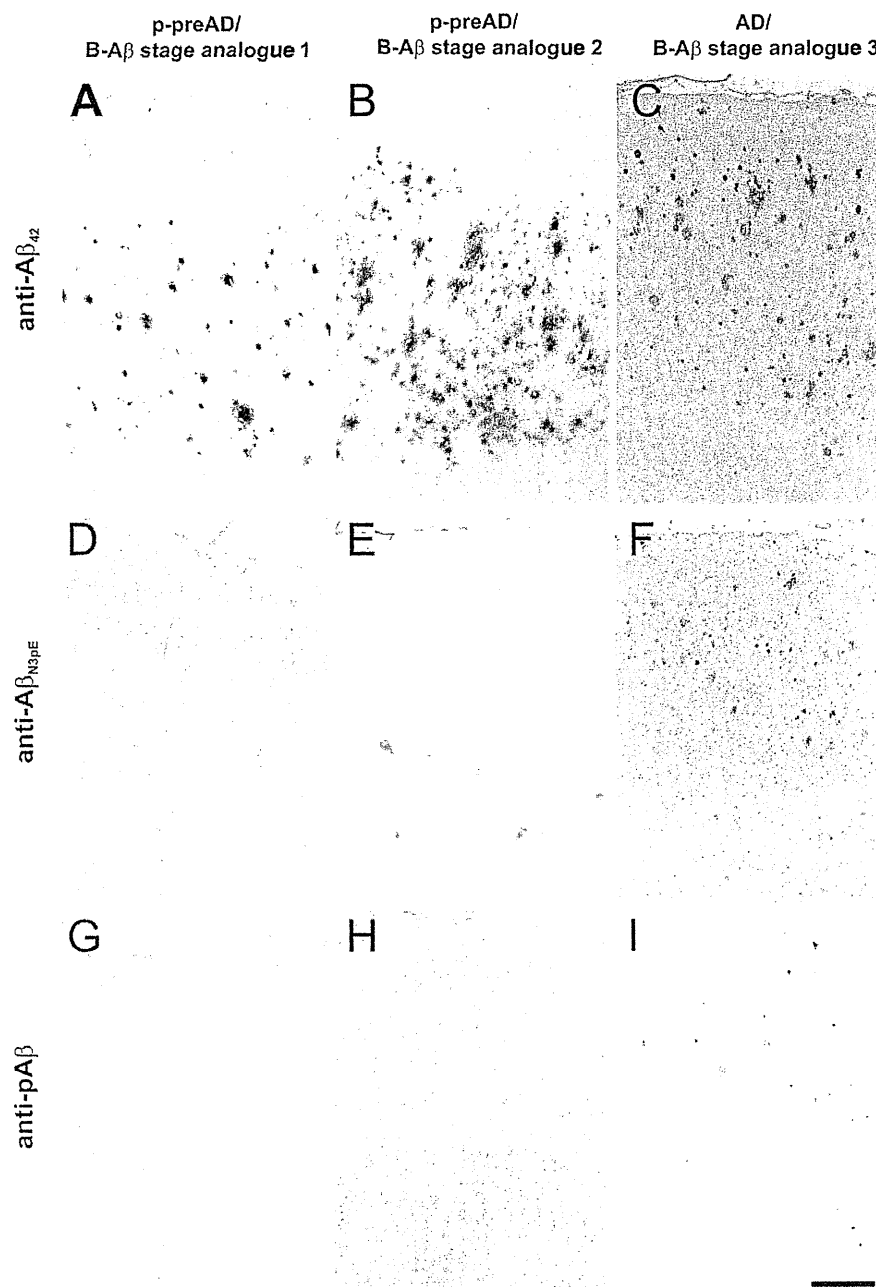 p-preAD/
B-Aβ stage analogue 1
p-preAD/
B-Aβ stage analogue 2
AD/
B-Aβ stage analogue 3
A
B
C
anti-Aβ42
D
E
F
anti-AβN3pE
G
H
I
anti-pAβ